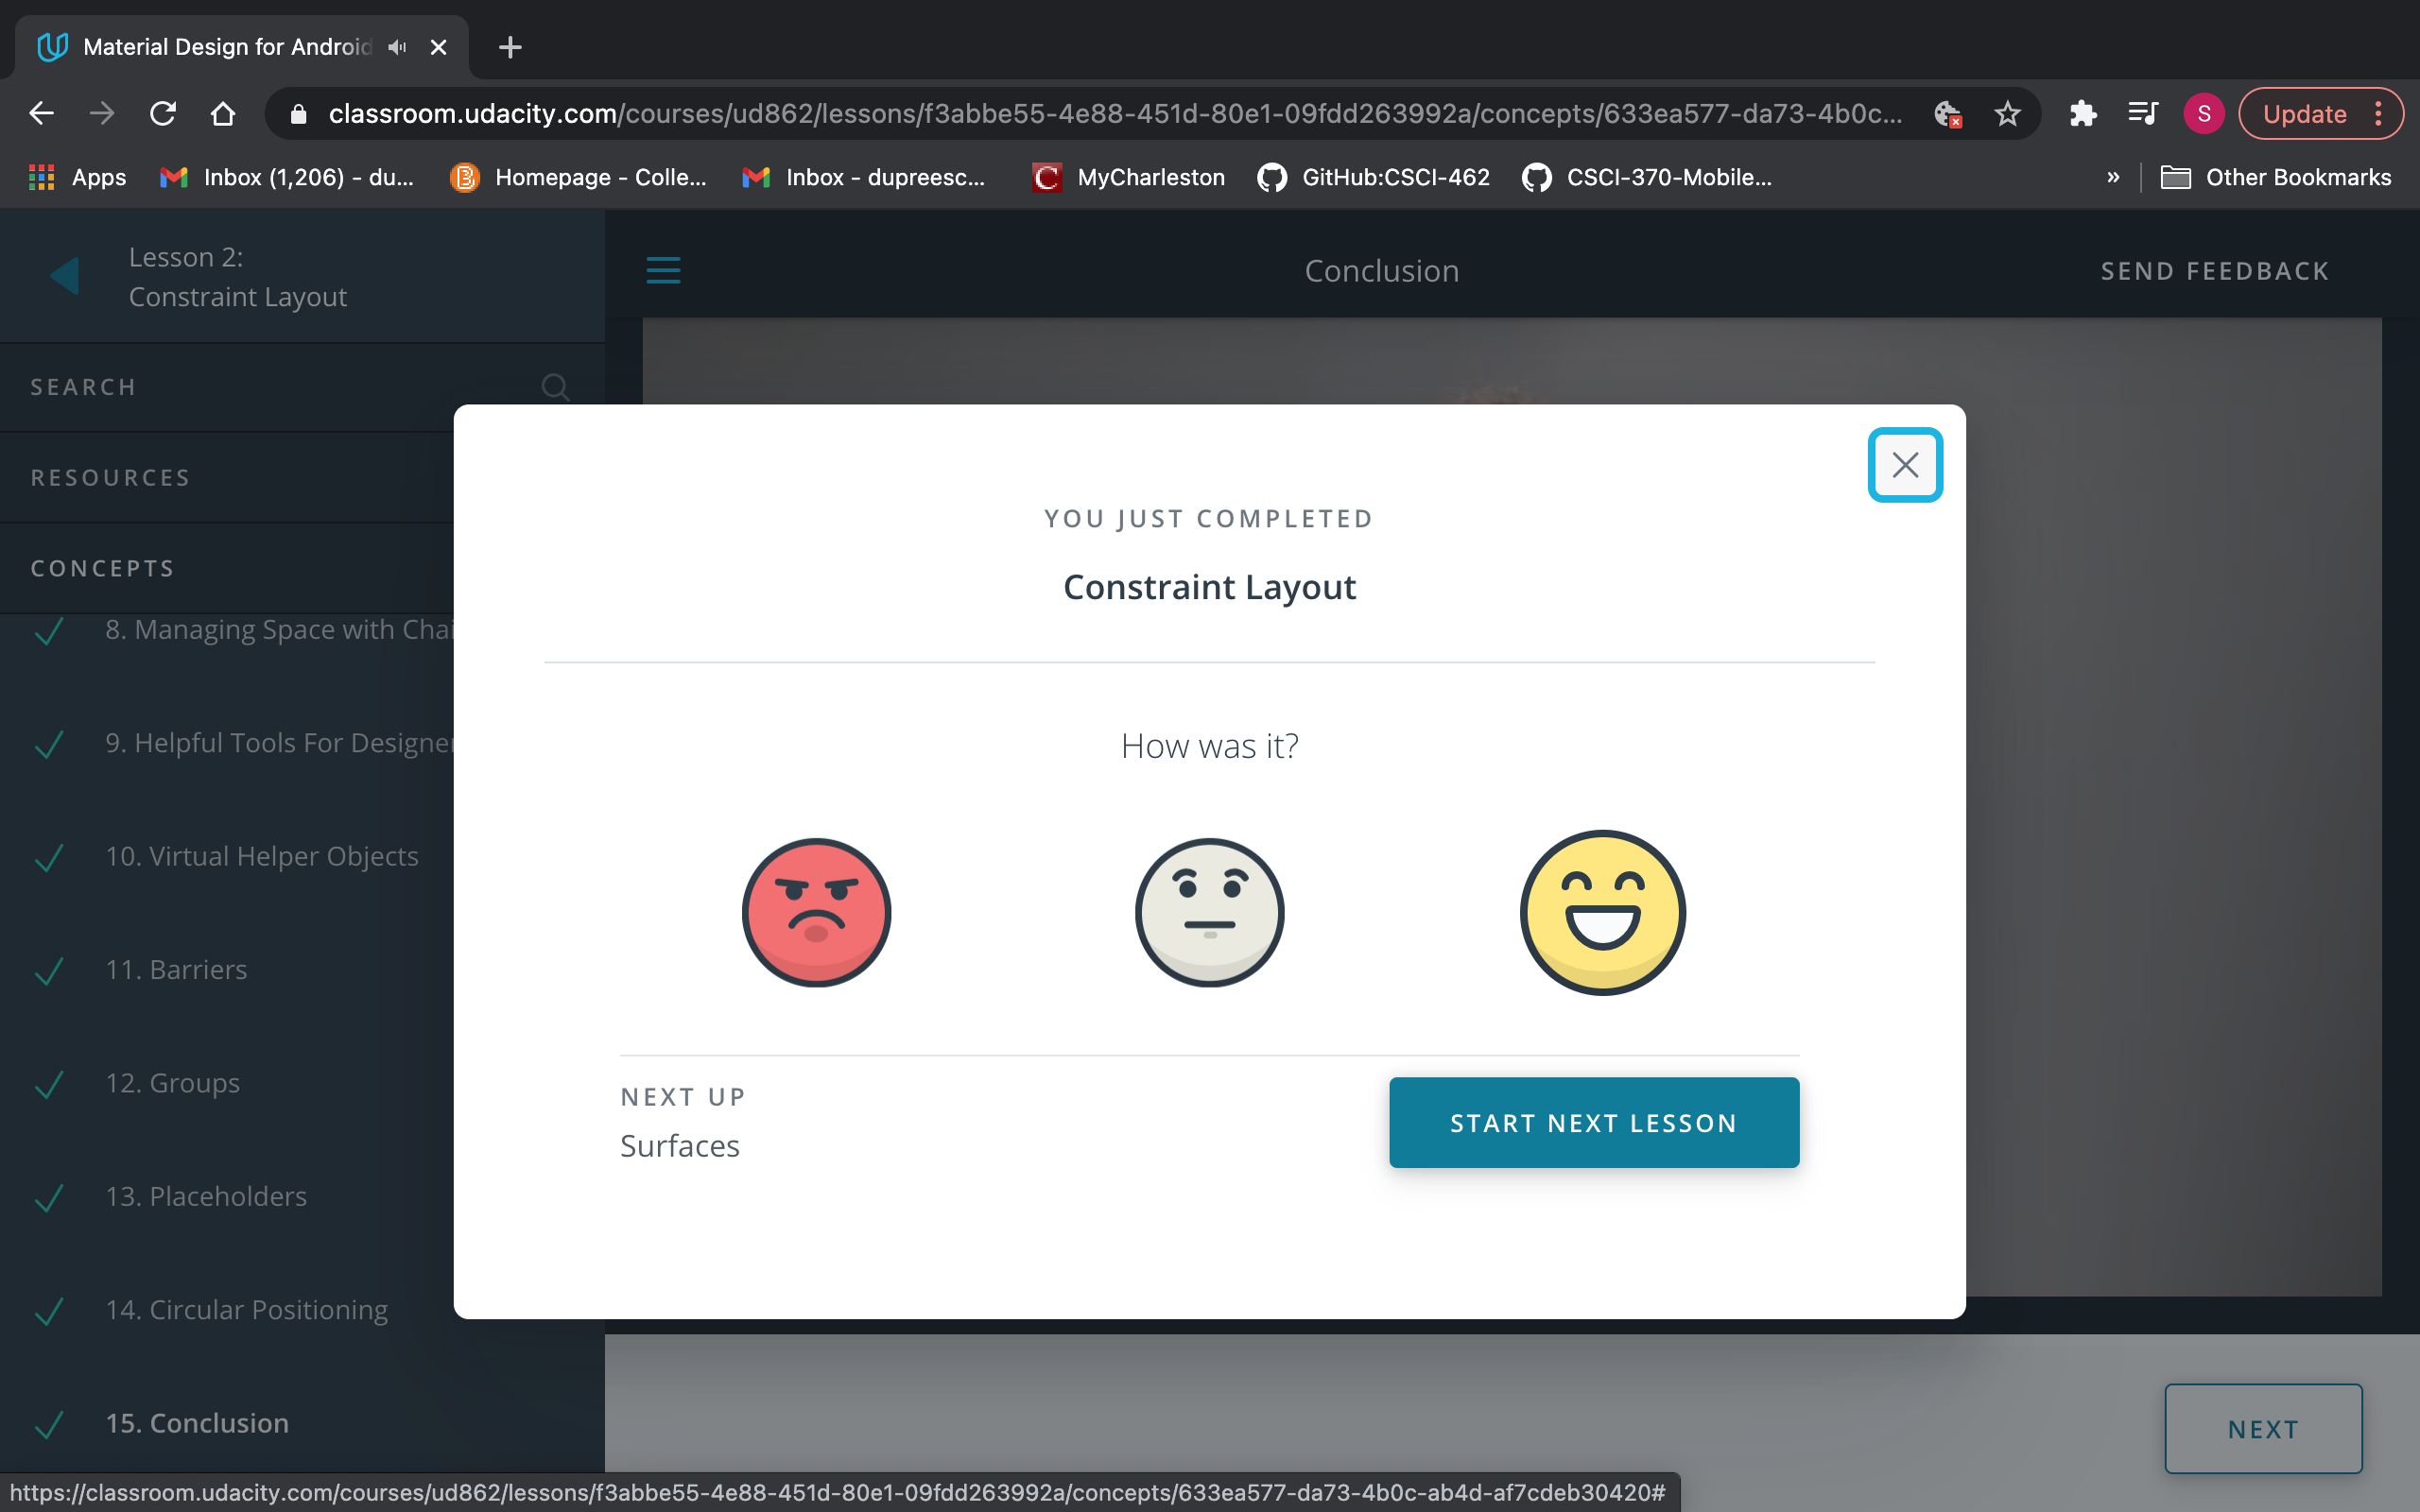 Material Design for Android
classroom.udacity.com/courses/ud862/lessons/f3abbe55-4e88-451d-80e1-09fdd263992a/concepts/633ea577-da73-4b0c...
S
Update
Apps
Inbox (1,206) - du...
Homepage - Colle...
Inbox - dupreesc...
MyCharleston
GitHub:CSCI-462
CSCI-370-Mobile...
»
Other Bookmarks
Lesson 2:
Constraint Layout
Conclusion
SEND FEEDBACK
SEARCH
RESOURCES
CONCEPTS
8. Managing Space with Chai
9. Helpful Tools For Designer
10. Virtual Helper Objects
11. Barriers
12. Groups
13. Placeholders
14. Circular Positioning
15. Conclusion
YOU JUST COMPLETED
Constraint Layout
How was it?
NEXT UP
Surfaces
START NEXT LESSON
NEXT
https://classroom.udacity.com/courses/ud862/lessons/f3abbe55-4e88-451d-80e1-09fdd263992a/concepts/633ea577-da73-4b0c-ab4d-af7cdeb30420#